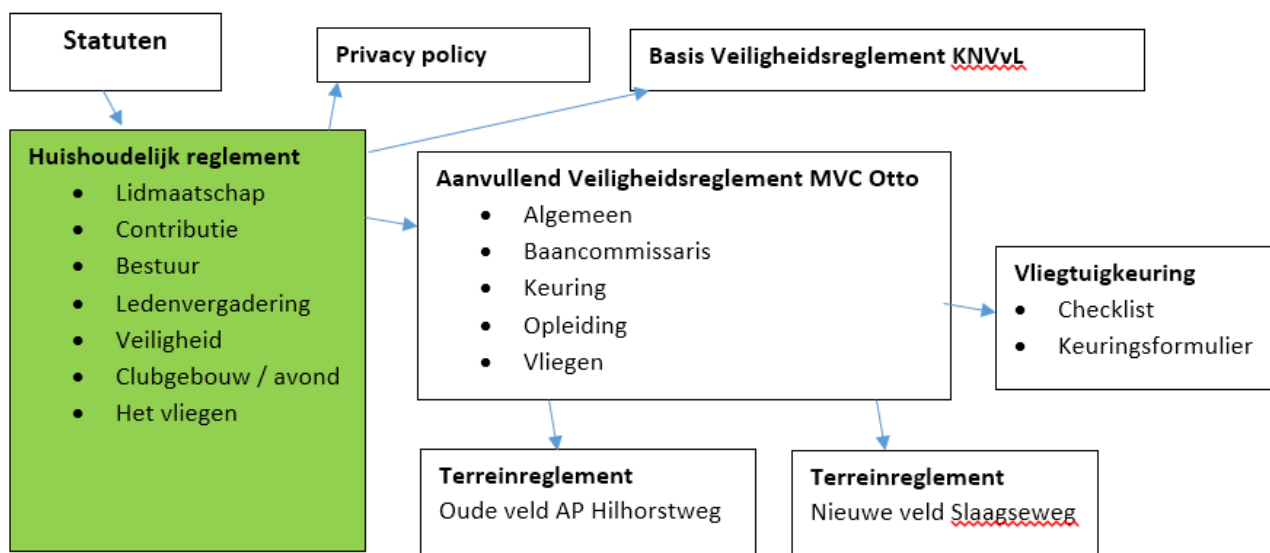 Statuten
Privacy policy
Basis Veiligheidsreglement KNVvL
Huishoudelijk reglement
• Lidmaatschap
• Contributie
• Bestuur
• Ledenvergadering
• Veiligheid
• Clubgebouw / avond
• Het vliegen
Aanvullend Veiligheidsreglement MVC Otto
• Algemeen
• Baancommissaris
• Keuring
• Opleiding
• Vliegen
Vliegtuigkeuring
• Checklist
• Keuringsformulier
Terreinreglement
Oude veld AP Hilhorstweg
Terreinreglement
Nieuwe veld Slaagseweg